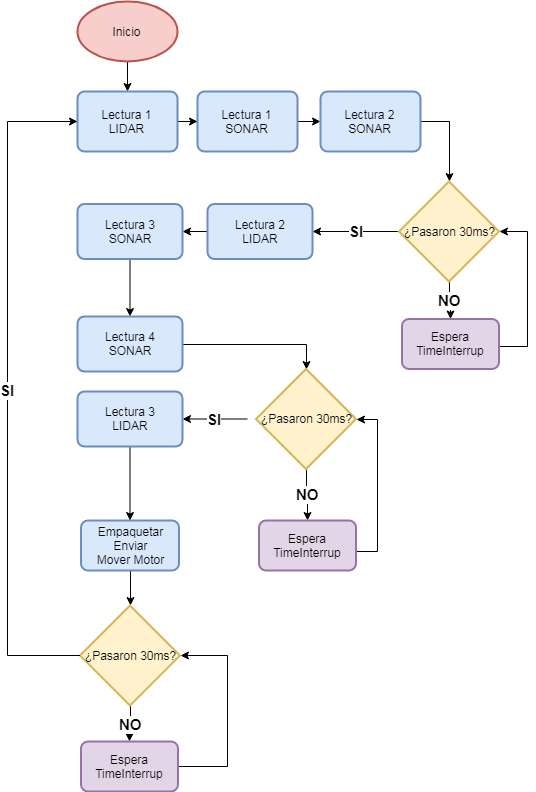 Inicio
Lectura 1
LIDAR
Lectura 1
SONAR
Lectura 2
SONAR
¿Pasaron 30ms?
SI
NO
Espera
TimeInterrup
Lectura 2
LIDAR
Lectura 3
SONAR
Lectura 4
SONAR
¿Pasaron 30ms?
SI
NO
Espera
TimeInterrup
Lectura 3
LIDAR
Empaquetar
Enviar
Mover Motor
¿Pasaron 30ms?
SI
NO
Espera
TimeInterrup